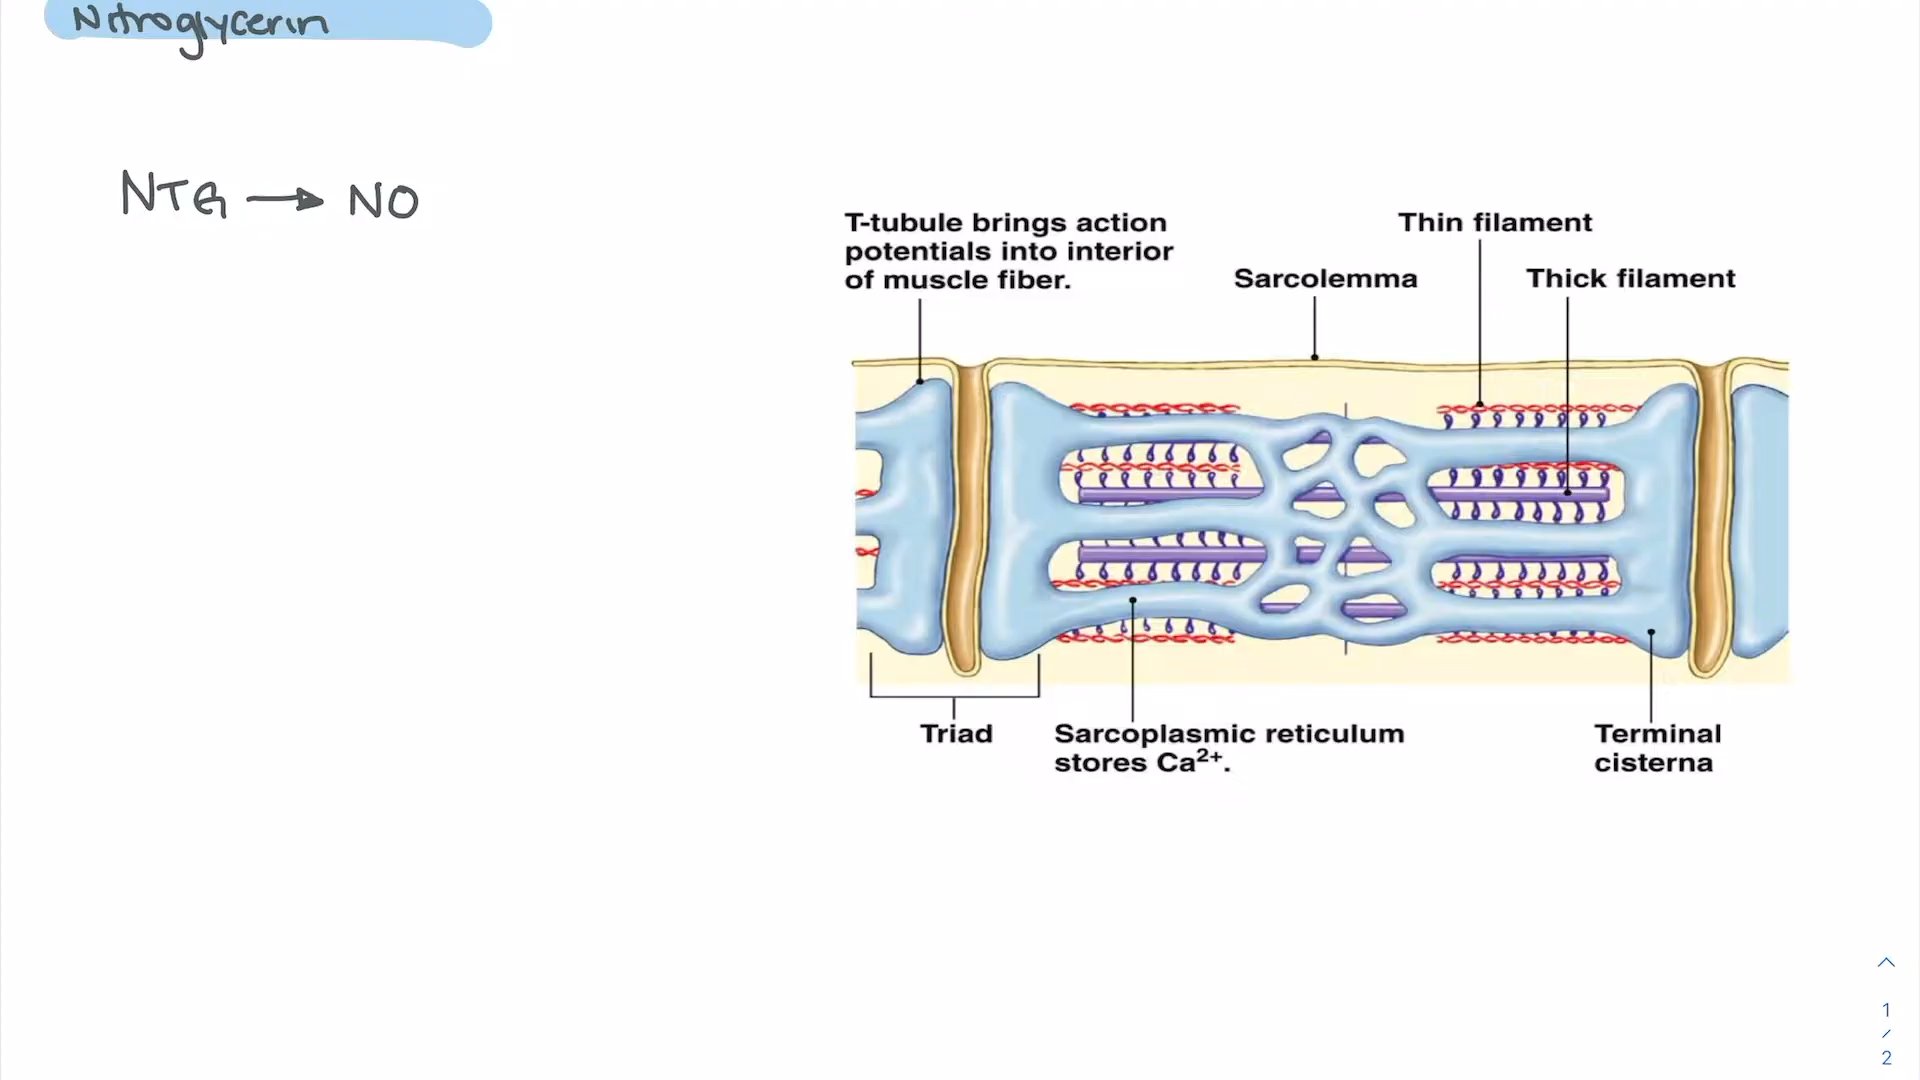 Nitroglycerin
NTG → NO
T-tubule brings action
potentials into interior
of muscle fiber.
Sarcolemma
Thin filament
Thick filament
Triad
Sarcoplasmic reticulum
stores Ca²⁺.
Terminal
cisterna
1
/
2